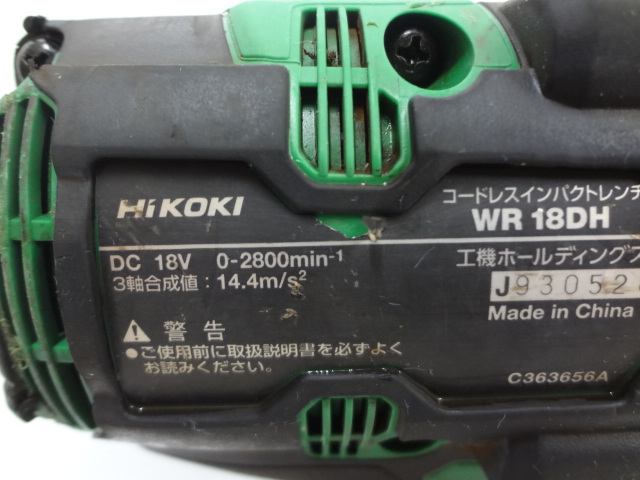 HiKOKI
コードレスインパクトレンチ
WR 18DH
DC 18V 0-2800min-1
3軸合成値：14.4m/s2
工機ホールディングス
J93052
Made in China
警告
●ご使用前に取扱説明書を必ずよく
お読みください。
C363656A